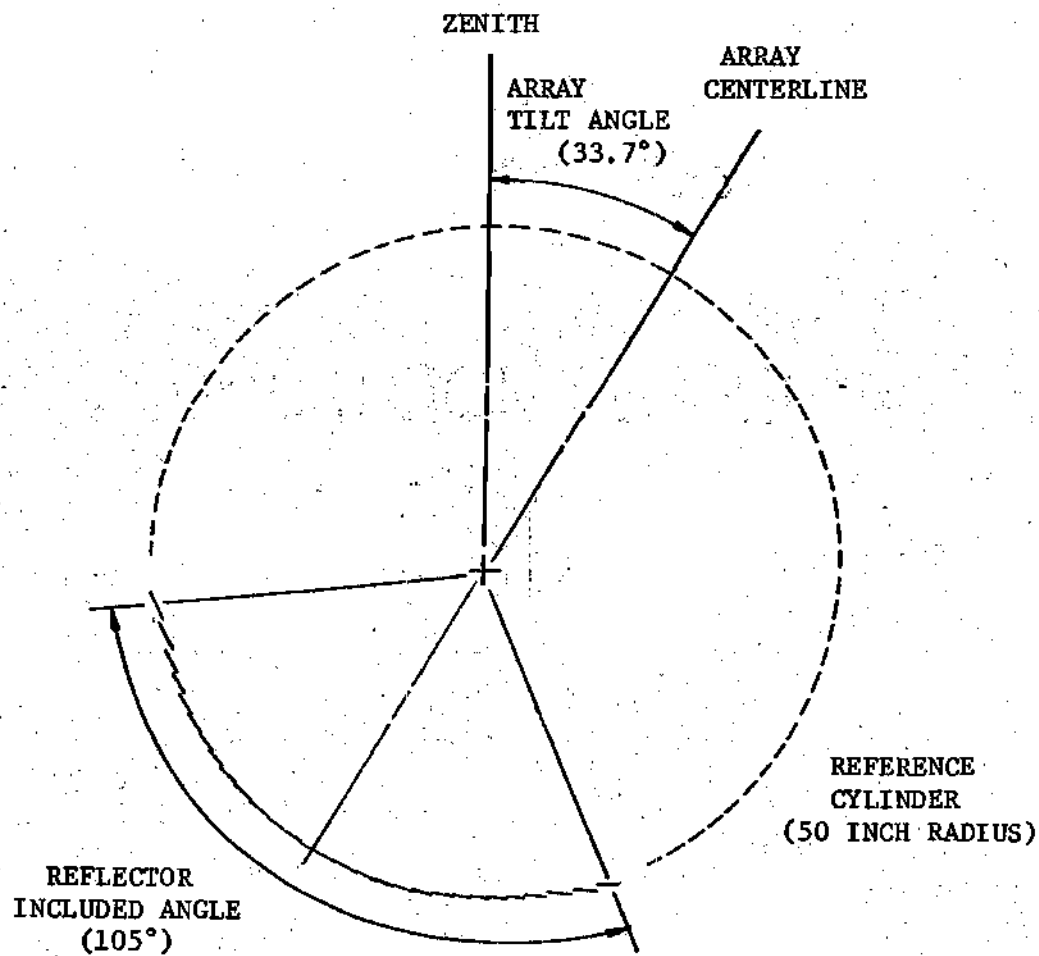 ZENITH
ARRAY
TILT ANGLE
(33.7°)
ARRAY
CENTERLINE
REFERENCE
CYLINDER
(50 INCH RADIUS)
REFLECTOR
INCLUDED ANGLE
(105°)